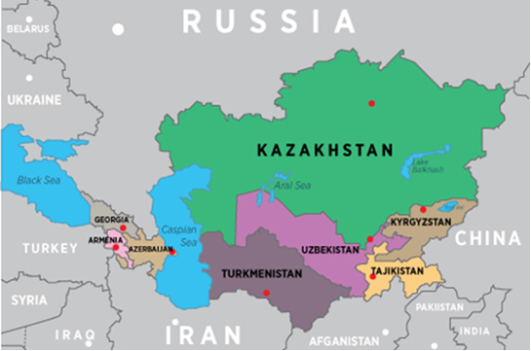 RUSSIA
BELARUS
UKRAINE
KAZAKHSTAN
Lake
Balkhash
Black Sea
Aral Sea
GEORGIA
Caspian
Sea
KYRGYZSTAN
ARMENIA
AZERBAIJAN
TURKEY
UZBEKISTAN
CHINA
TURKMENISTAN
TAJIKISTAN
SYRIA
PAKIISTAN
IRAQ
IRAN
AFGANISTAN
INDIA